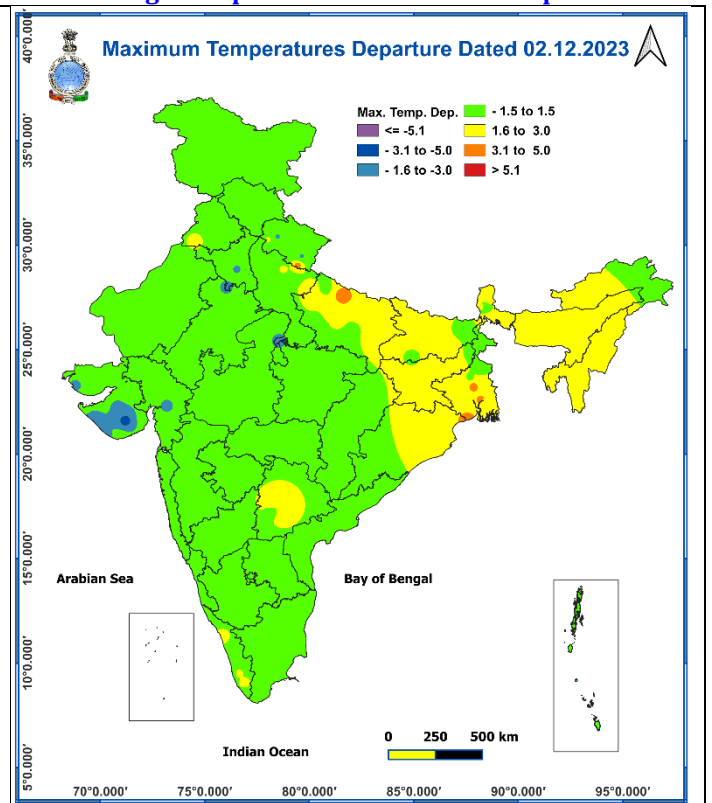 Maximum Temperatures Departure Dated 02.12.2023
Max. Temp. Dep.
<= -5.1
- 3.1 to -5.0
- 1.6 to -3.0
- 1.5 to 1.5
1.6 to 3.0
3.1 to 5.0
> 5.1
40°0.000'
35°0.000'
30°0.000'
25°0.000'
20°0.000'
15°0.000'
10°0.000'
5°0.000'
Arabian Sea
Bay of Bengal
Indian Ocean
0 250 500 km
70°0.000' 75°0.000' 80°0.000' 85°0.000' 90°0.000' 95°0.000'